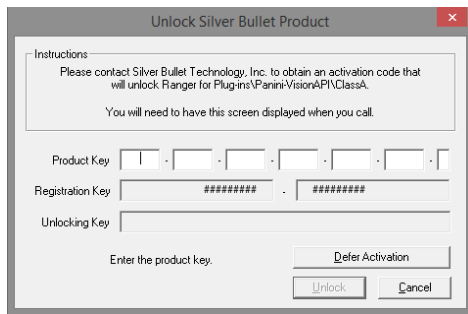 Unlock Silver Bullet Product
Instructions
Please contact Silver Bullet Technology, Inc. to obtain an activation code that
will unlock Ranger for Plug-ins\Panini-VisionAPI\ClassA.
You will need to have this screen displayed when you call.
Product Key - - - - - -
Registration Key ######### - #########
Unlocking Key
Enter the product key.
Defer Activation
Unlock
Cancel